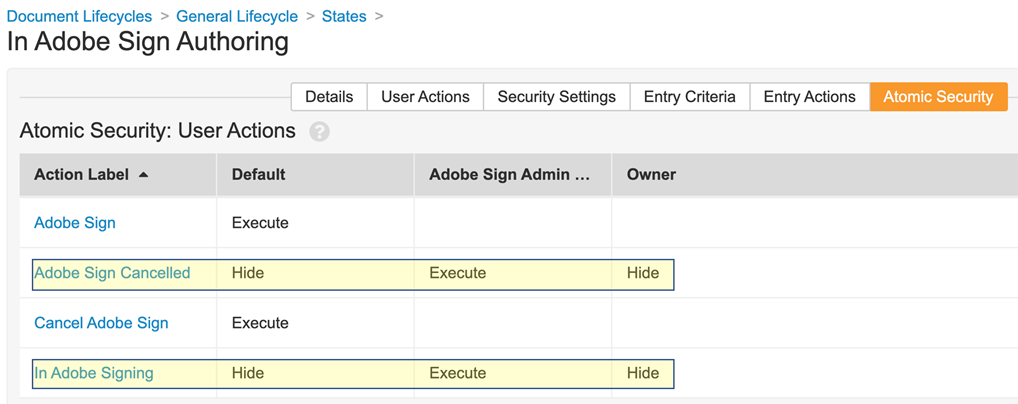 Document Lifecycles > General Lifecycle > States >
In Adobe Sign Authoring
Details User Actions Security Settings Entry Criteria Entry Actions Atomic Security
Atomic Security: User Actions ?
Action Label Default Adobe Sign Admin ... Owner
Adobe Sign Execute
Adobe Sign Cancelled Hide Execute Hide
Cancel Adobe Sign Execute
In Adobe Signing Hide Execute Hide